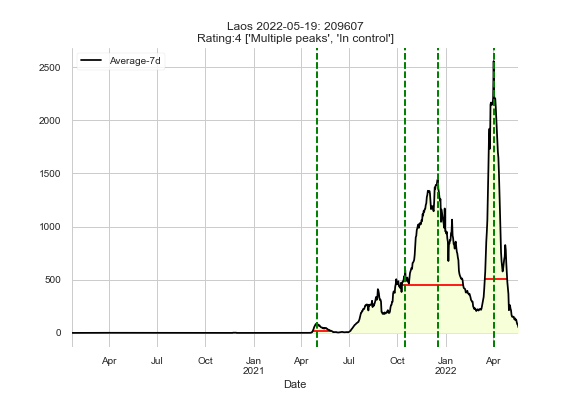 Laos 2022-05-19: 209607
Rating:4 ['Multiple peaks', 'In control']
Average-7d
2500
2000
1500
1000
500
0
Apr Jul Oct Jan Apr Jul Oct Jan Apr
2021 2022
Date